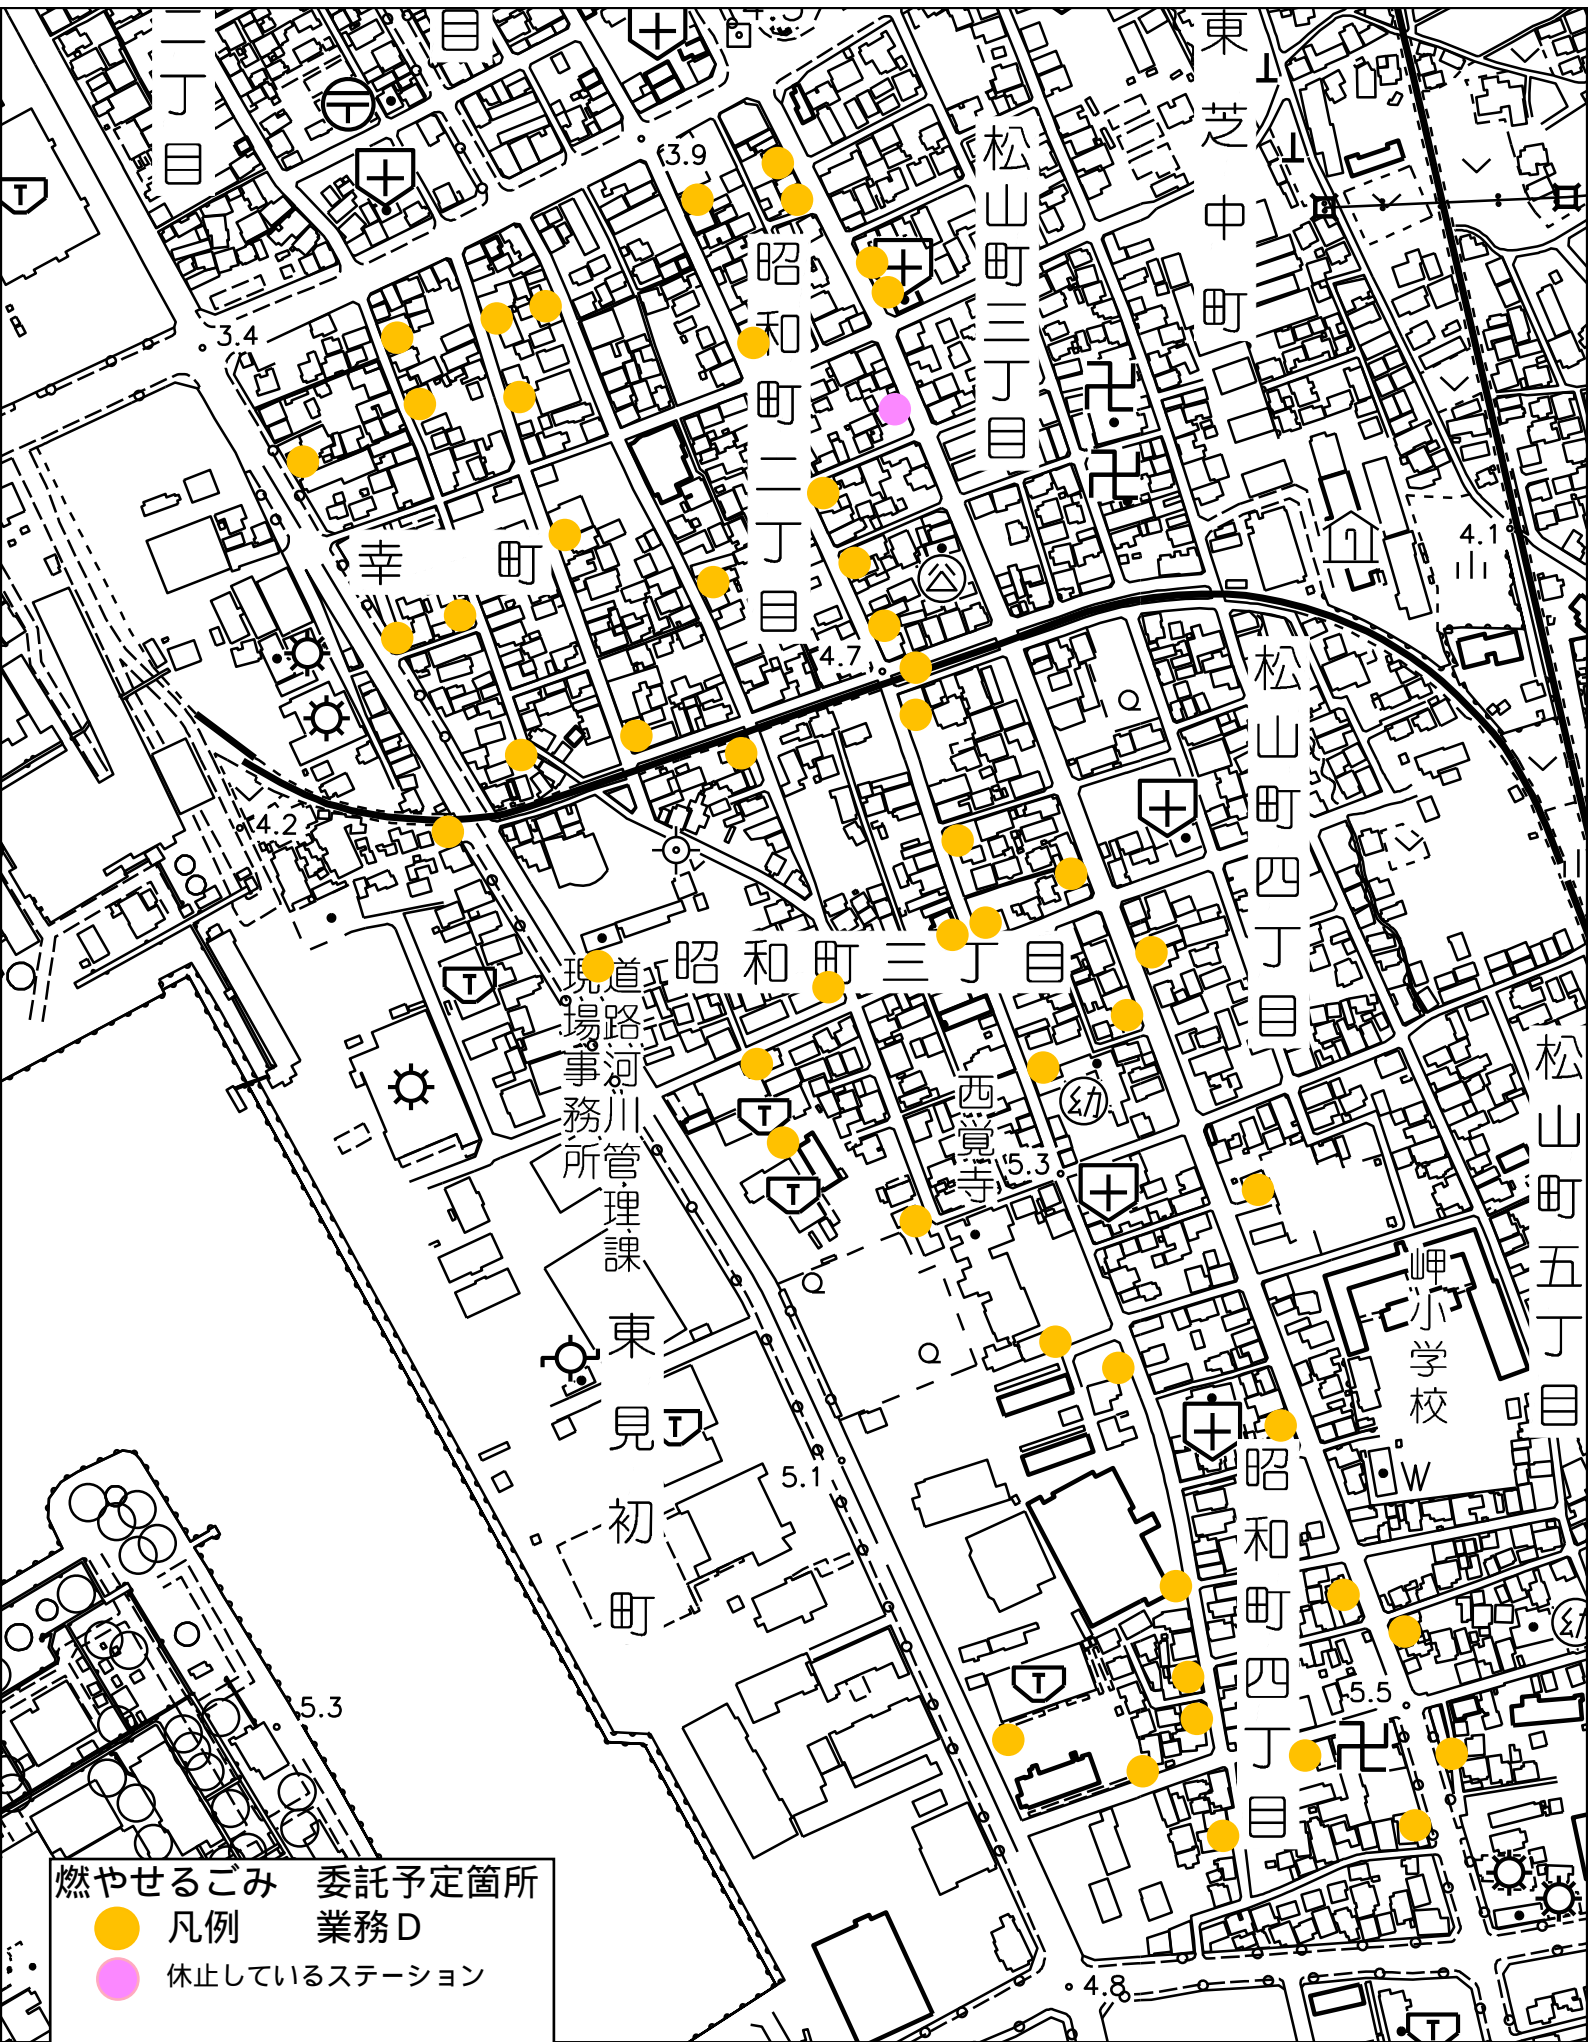 二丁目
目
4.5
東芝中町
3.9
松山町三丁目
昭和町二丁目
3.4
幸町
4.1
公
4.7
松山町四丁目
4.2
昭和町三丁目
道路河川管理課
現場事務所
西覚寺
幼
5.3
松山町五丁目
岬小学校
東見初町
5.1
W
昭和町四丁目
幼
5.5
5.3
4.8
燃やせるごみ 委託予定箇所
凡例 業務D
休止しているステーション